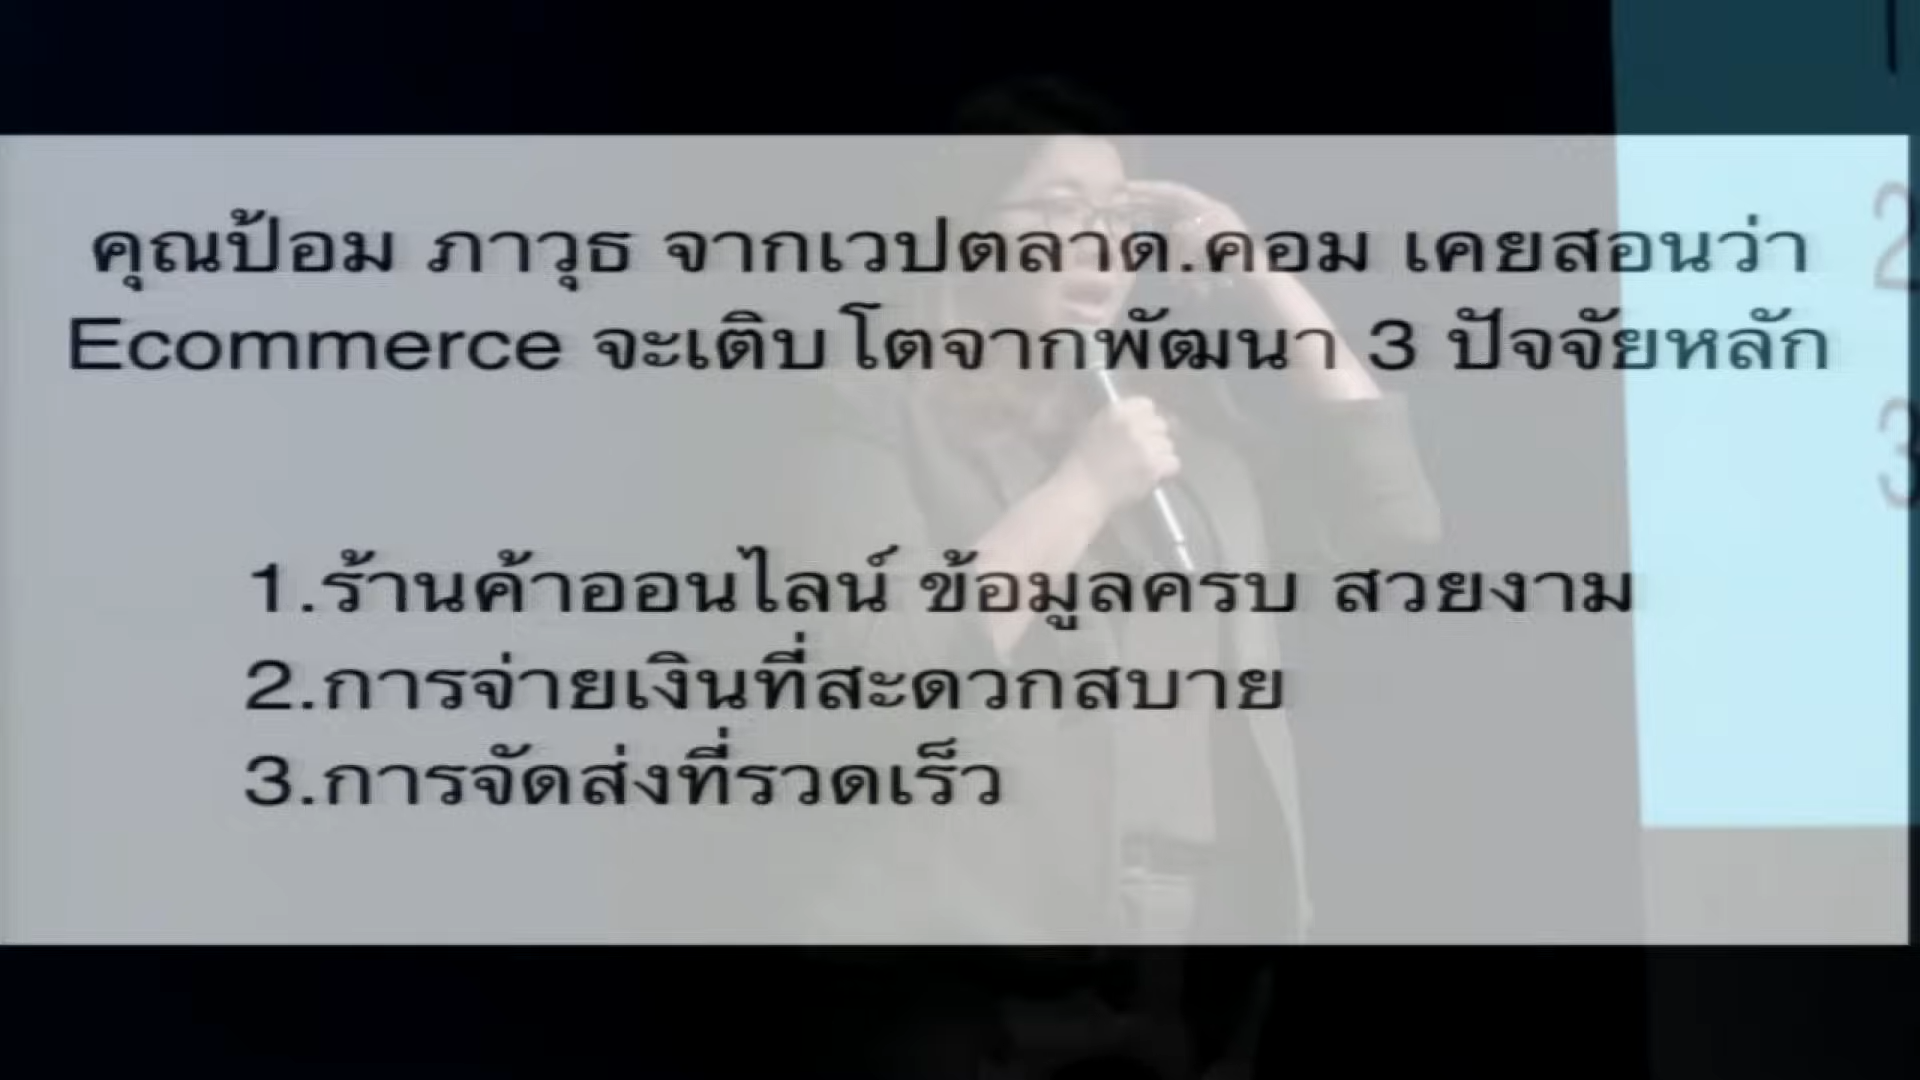 คุณป้อม ภาวุธ จากเวปตลาด.คอม เคยสอนว่า
Ecommerce จะเติบโตจากพัฒนา 3 ปัจจัยหลัก
1.ร้านค้าออนไลน์ ข้อมูลครบ สวยงาม
2.การจ่ายเงินที่สะดวกสบาย
3.การจัดส่งที่รวดเร็ว
2
3